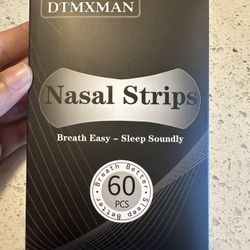 DTMXMAN
Nasal Strips
Breath Easy – Sleep Soundly
Breath Better
60
PCS
Sleep Better